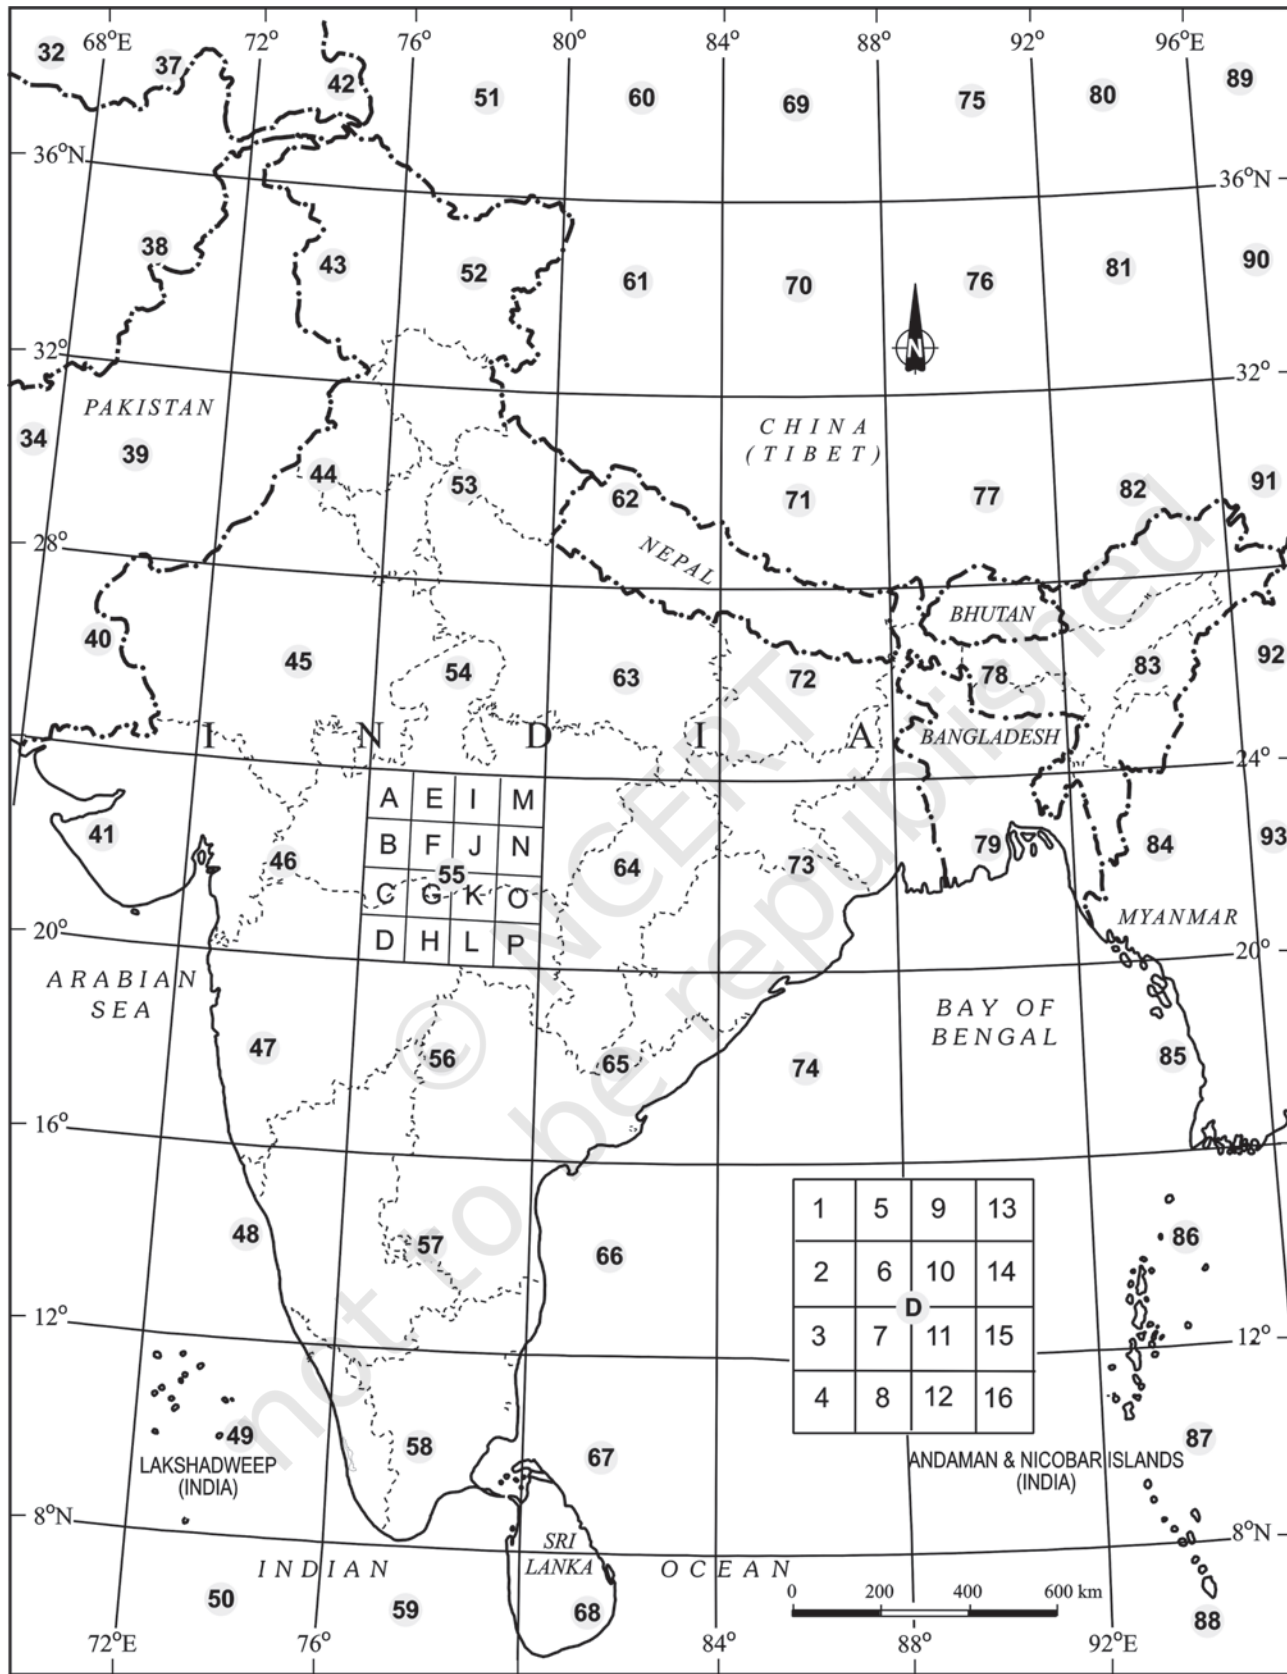 68°E 72° 76° 80° 84° 88° 92° 96°E
32 37 42 51 60 69 75 80 89
36°N 36°N
38 43 52 61 70 76 81 90
N
32° 32°
PAKISTAN
CHINA
(TIBET)
34 39 44 53 62 71 77 82 91
28°
NEPAL
BHUTAN
40 45 54 63 72 78 83 92
I N D I A
BANGLADESH
24°
A E I M
B F J N
41 46 55 64 73 79 84 93
C G K O
D H L P
MYANMAR
20° 20°
ARABIAN
SEA
BAY OF
BENGAL
47 56 65 74 85
16°
1 5 9 13
48 57 66 86
2 6 10 14
D
12° 12°
3 7 11 15
4 8 12 16
49 58 67 87
LAKSHADWEEP
(INDIA)
ANDAMAN & NICOBAR ISLANDS
(INDIA)
8°N 8°N
SRI
LANKA
INDIAN OCEAN
0 200 400 600 km
50 59 68 88
72°E 76° 84° 88° 92°E
© NCERT
not to be republished